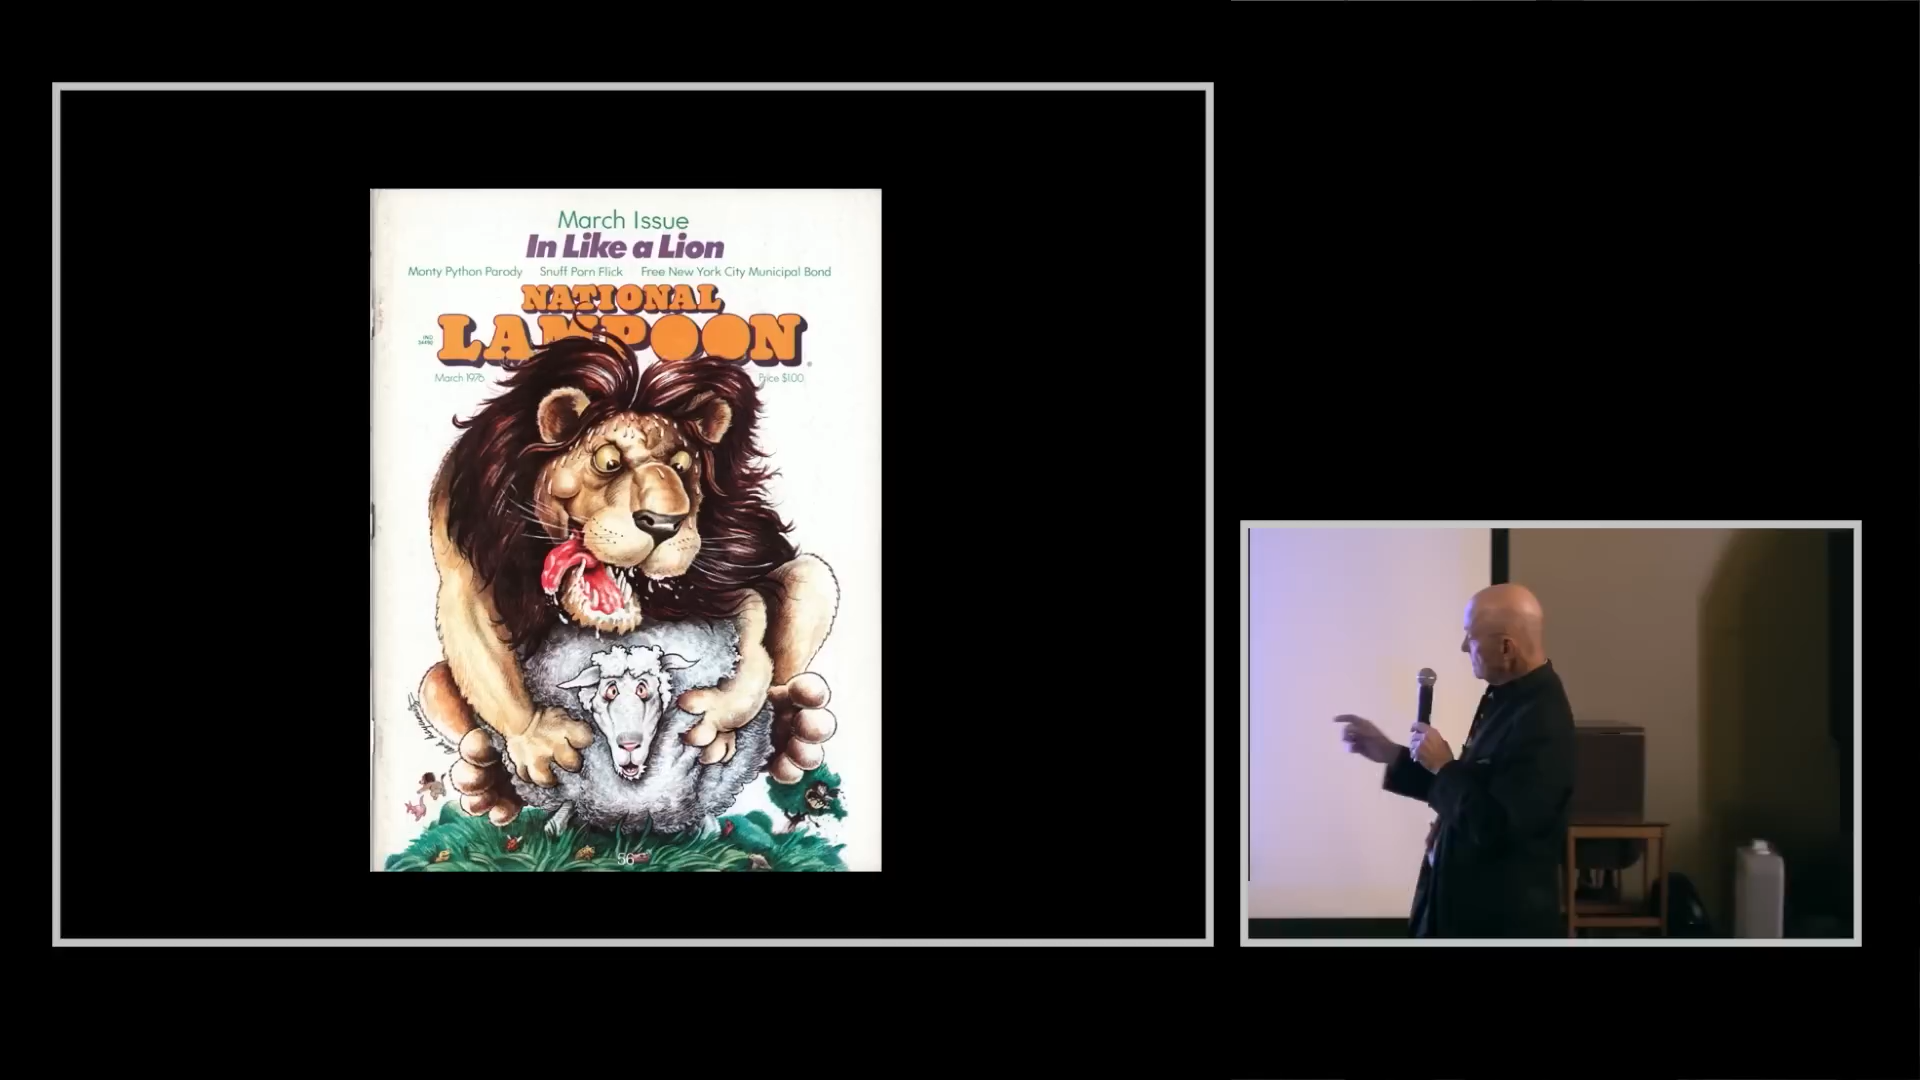 March Issue
In Like a Lion
Monty Python Parody Snuff Porn Flick Free New York City Municipal Bond
NATIONAL
LAMPOON
March 1976 Price $1.00
56